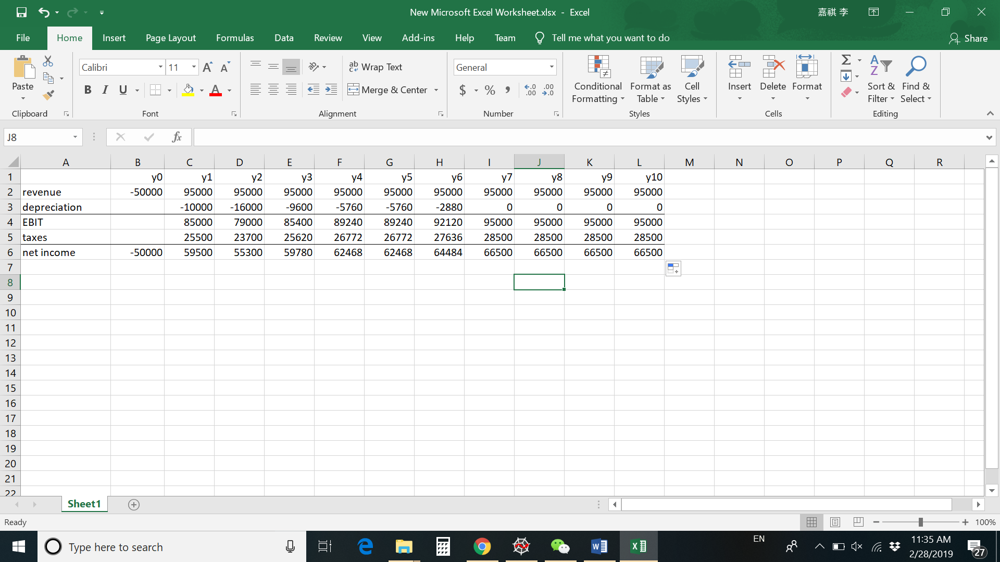 New Microsoft Excel Worksheet.xlsx - Excel
嘉祺 李
File Home Insert Page Layout Formulas Data Review View Add-ins Help Team Tell me what you want to do Share
Paste
Clipboard
Calibri 11
B I U
Font
Wrap Text
Merge & Center
Alignment
General
$ % ,
Number
Conditional Formatting
Format as Table
Cell Styles
Styles
Insert Delete Format
Cells
Sort & Filter
Find & Select
Editing
J8 fx
A B C D E F G H I J K L M N O P Q R
1 y0 y1 y2 y3 y4 y5 y6 y7 y8 y9 y10
2 revenue -50000 95000 95000 95000 95000 95000 95000 95000 95000 95000 95000
3 depreciation -10000 -16000 -9600 -5760 -5760 -2880 0 0 0 0
4 EBIT 85000 79000 85400 89240 89240 92120 95000 95000 95000 95000
5 taxes 25500 23700 25620 26772 26772 27636 28500 28500 28500 28500
6 net income -50000 59500 55300 59780 62468 62468 64484 66500 66500 66500 66500
7
8
9
10
11
12
13
14
15
16
17
18
19
20
21
22
Sheet1
Ready 100%
Type here to search
EN
11:35 AM
2/28/2019
27